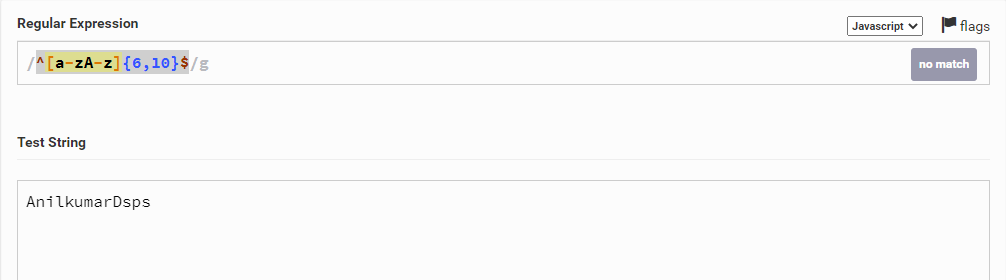 Regular Expression
Javascript flags
/^[a-zA-z]{6,10}$/g
no match
Test String
AnilkumarDsps